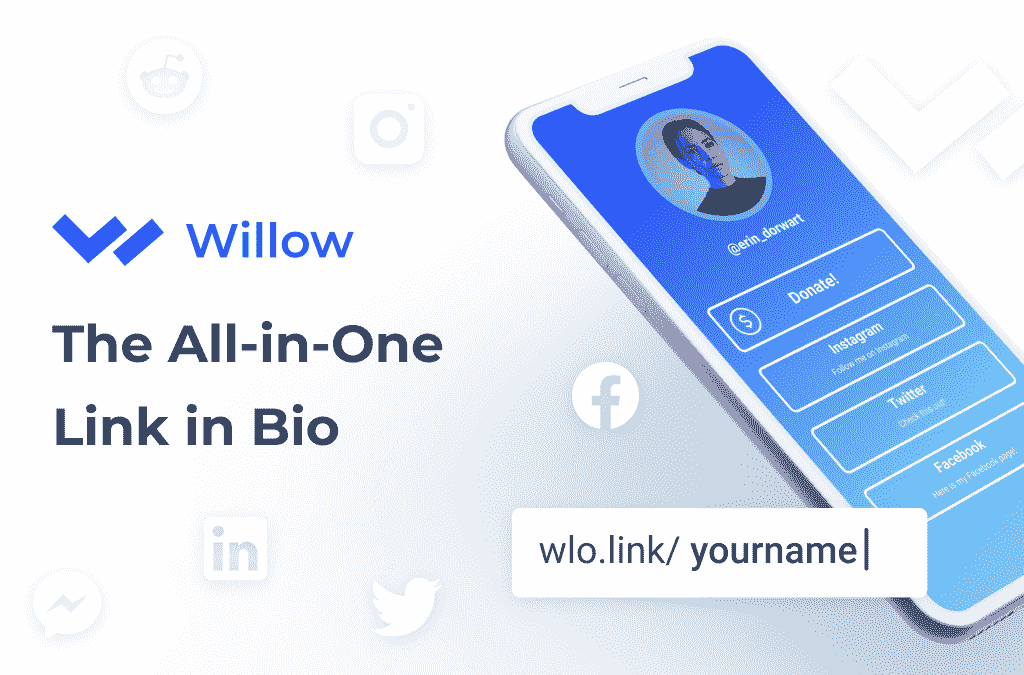 Willow
The All-in-One
Link in Bio
@erin_dorwart
Donate!
$
Instagram
Follow me on Instagram
Twitter
Check this out!
Facebook
Here is my Facebook page!
in
wlo.link/ yourname